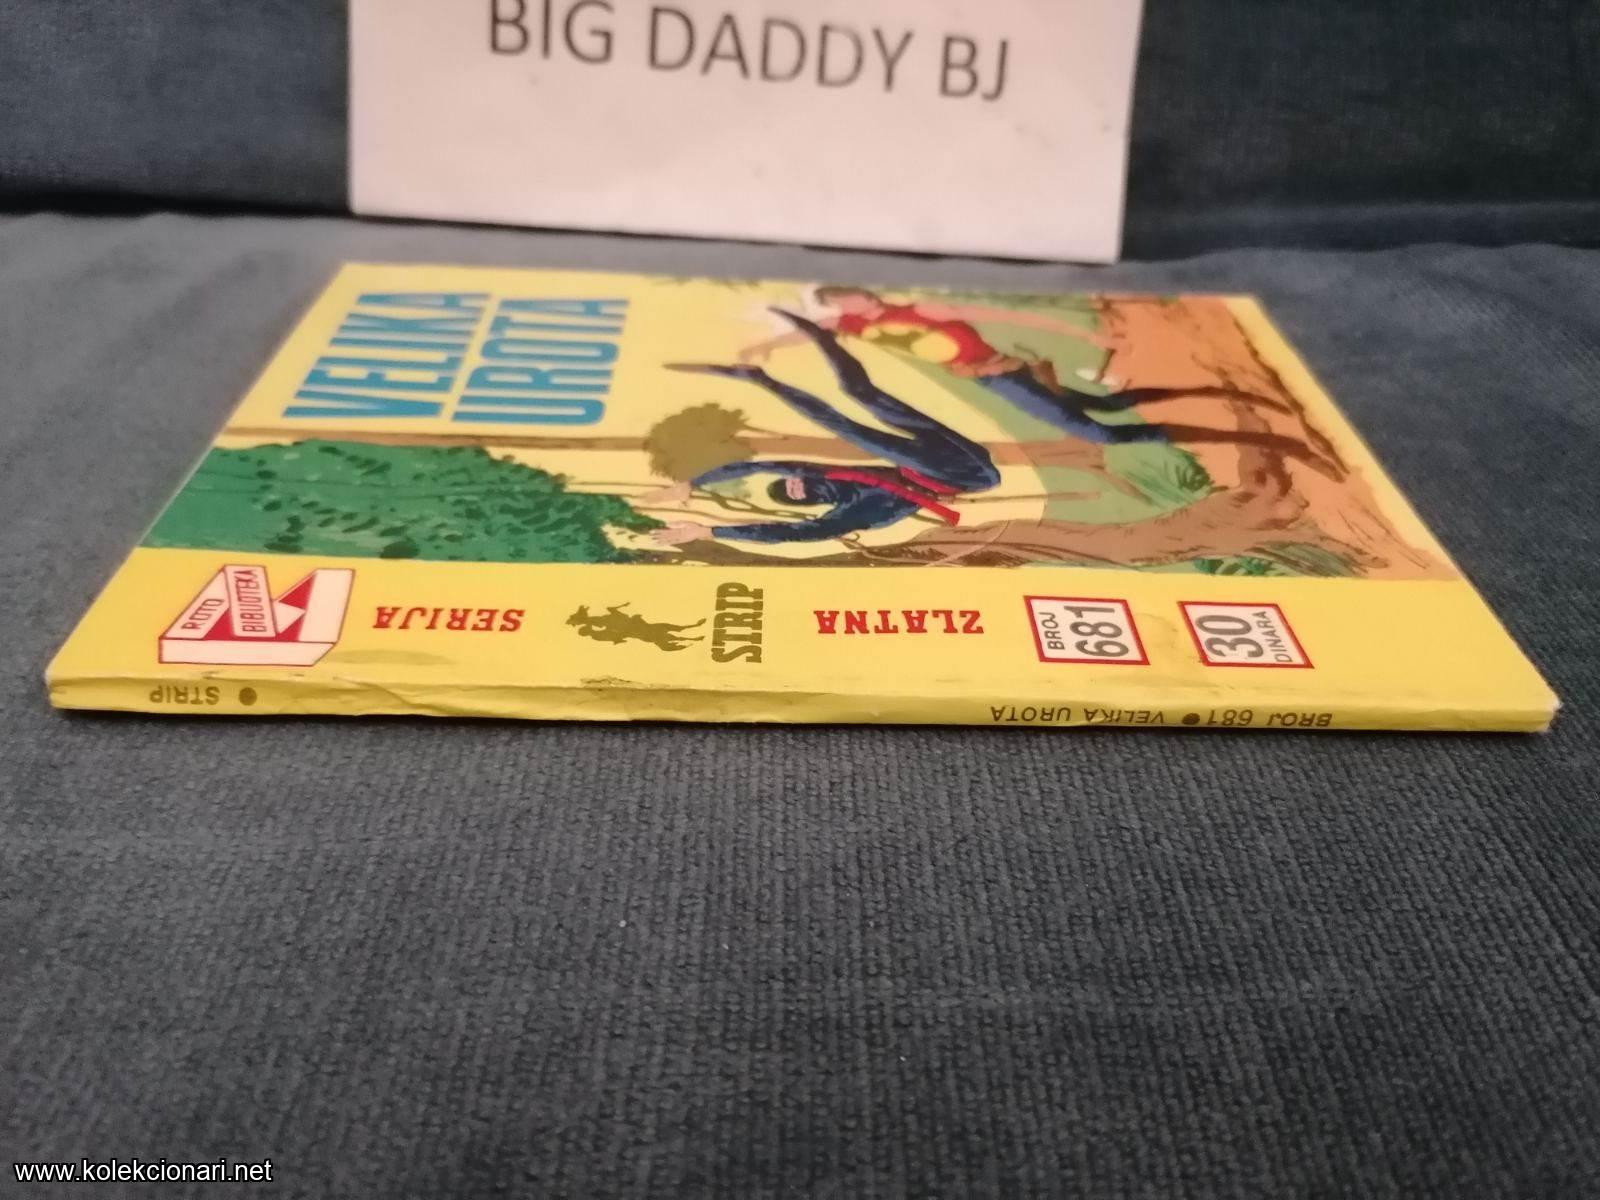 BIG DADDY BJ
VELIKA
UROTA
ROTO
BIBLIOTEKA
ZLATNA
STRIP
SERIJA
BROJ
681
30
DINARA
BROJ 681 ● VELIKA UROTA
● STRIP
www.kolekcionari.net